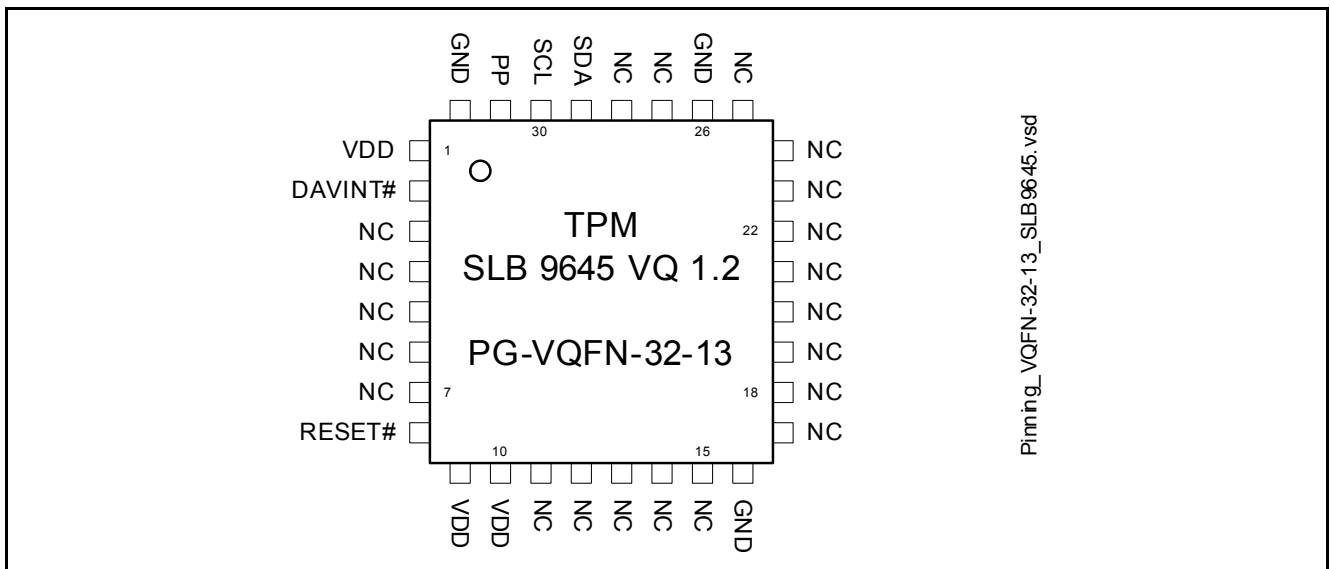 GND PP SCL SDA NC NC GND NC
30 26
VDD 1 NC
DAVINT# NC
NC TPM 22 NC
NC SLB 9645 VQ 1.2 NC
NC NC
NC PG-VQFN-32-13 NC
NC 7 18 NC
RESET# NC
10 15
VDD VDD NC NC NC NC NC GND
Pinning_VQFN-32-13_SLB9645.vsd